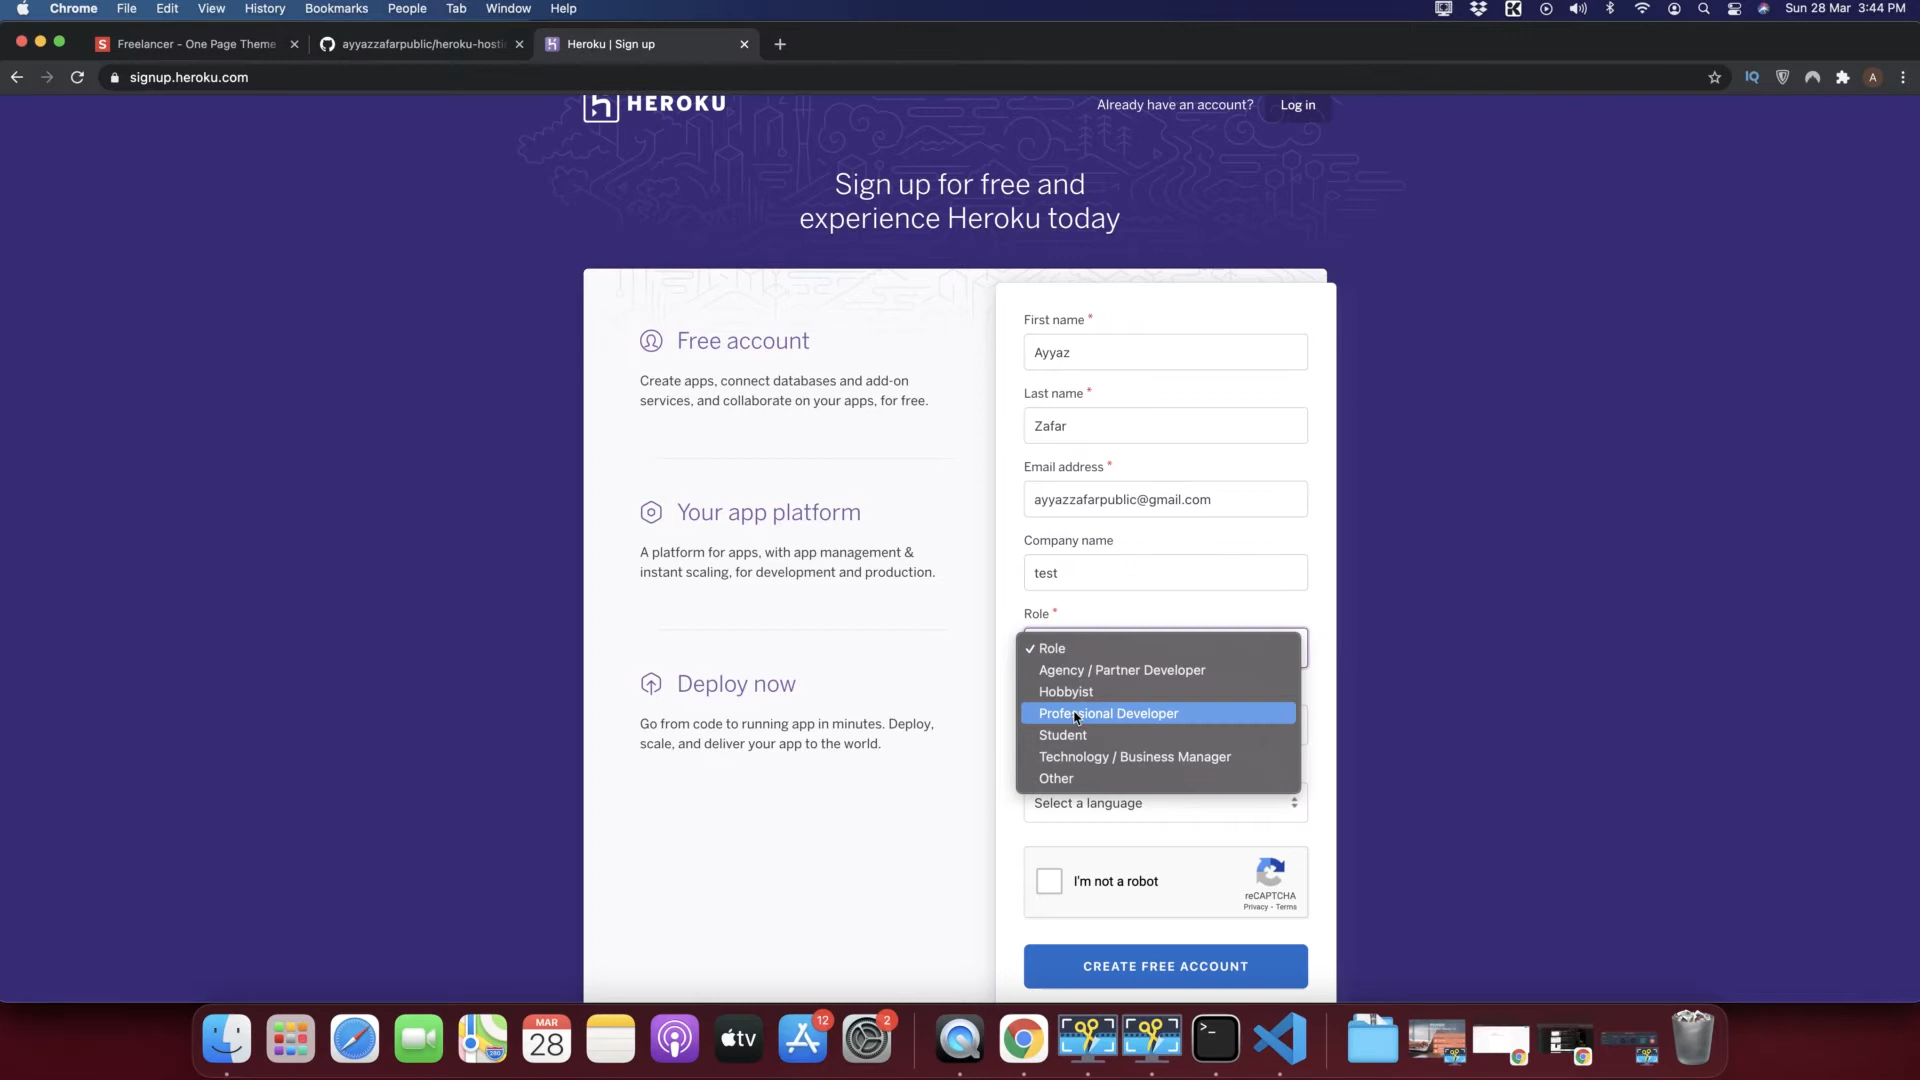 Chrome File Edit View History Bookmarks People Tab Window Help Sun 28 Mar 3:44 PM
Freelancer - One Page Theme ayyazzafarpublic/heroku-hosti Heroku | Sign up
signup.heroku.com
HEROKU Already have an account? Log in
Sign up for free and
experience Heroku today
Free account
Create apps, connect databases and add-on
services, and collaborate on your apps, for free.
Your app platform
A platform for apps, with app management &
instant scaling, for development and production.
Deploy now
Go from code to running app in minutes. Deploy,
scale, and deliver your app to the world.
First name *
Ayyaz
Last name *
Zafar
Email address *
ayyazzafarpublic@gmail.com
Company name
test
Role *
Role
Agency / Partner Developer
Hobbyist
Professional Developer
Student
Technology / Business Manager
Other
Select a language
I'm not a robot
reCAPTCHA
Privacy - Terms
CREATE FREE ACCOUNT
MAR
28
tv
12
2